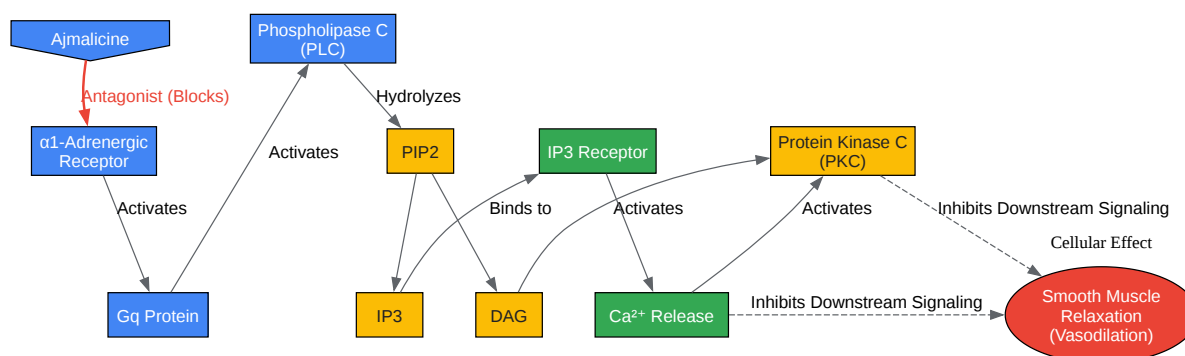 Ajmalicine
Phospholipase C
(PLC)
Antagonist (Blocks)
Hydrolyzes
α1-Adrenergic
Receptor
Activates
PIP2
IP3 Receptor
Protein Kinase C
(PKC)
Activates
Binds to
Activates
Activates
Inhibits Downstream Signaling
Cellular Effect
Gq Protein
IP3
DAG
Ca²⁺ Release
Inhibits Downstream Signaling
Smooth Muscle
Relaxation
(Vasodilation)